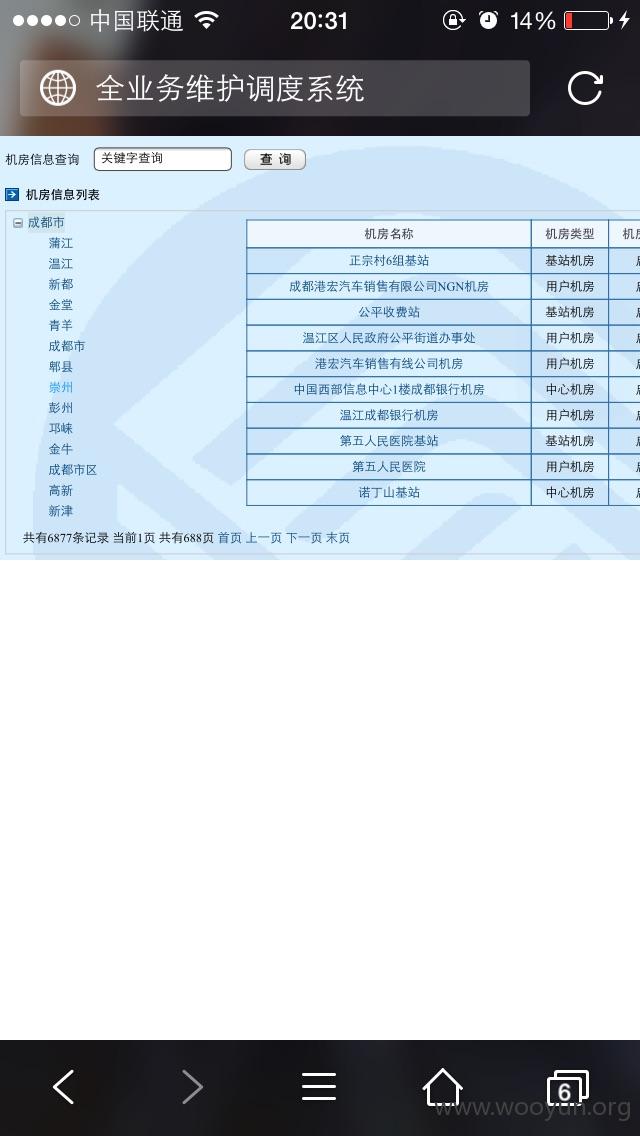 中国联通 20:31 14%
全业务维护调度系统
机房信息查询 关键字查询 查 询
机房信息列表
成都市
蒲江
温江
新都
金堂
青羊
成都市
郫县
崇州
彭州
邛崃
金牛
成都市区
高新
新津
机房名称 机房类型
正宗村6组基站 基站机房
成都港宏汽车销售有限公司NGN机房 用户机房
公平收费站 基站机房
温江区人民政府公平街道办事处 用户机房
港宏汽车销售有线公司机房 用户机房
中国西部信息中心1楼成都银行机房 中心机房
温江成都银行机房 用户机房
第五人民医院基站 基站机房
第五人民医院 用户机房
诺丁山基站 中心机房
共有6877条记录 当前1页 共有688页 首页 上一页 下一页 末页
6
www.wooyun.org